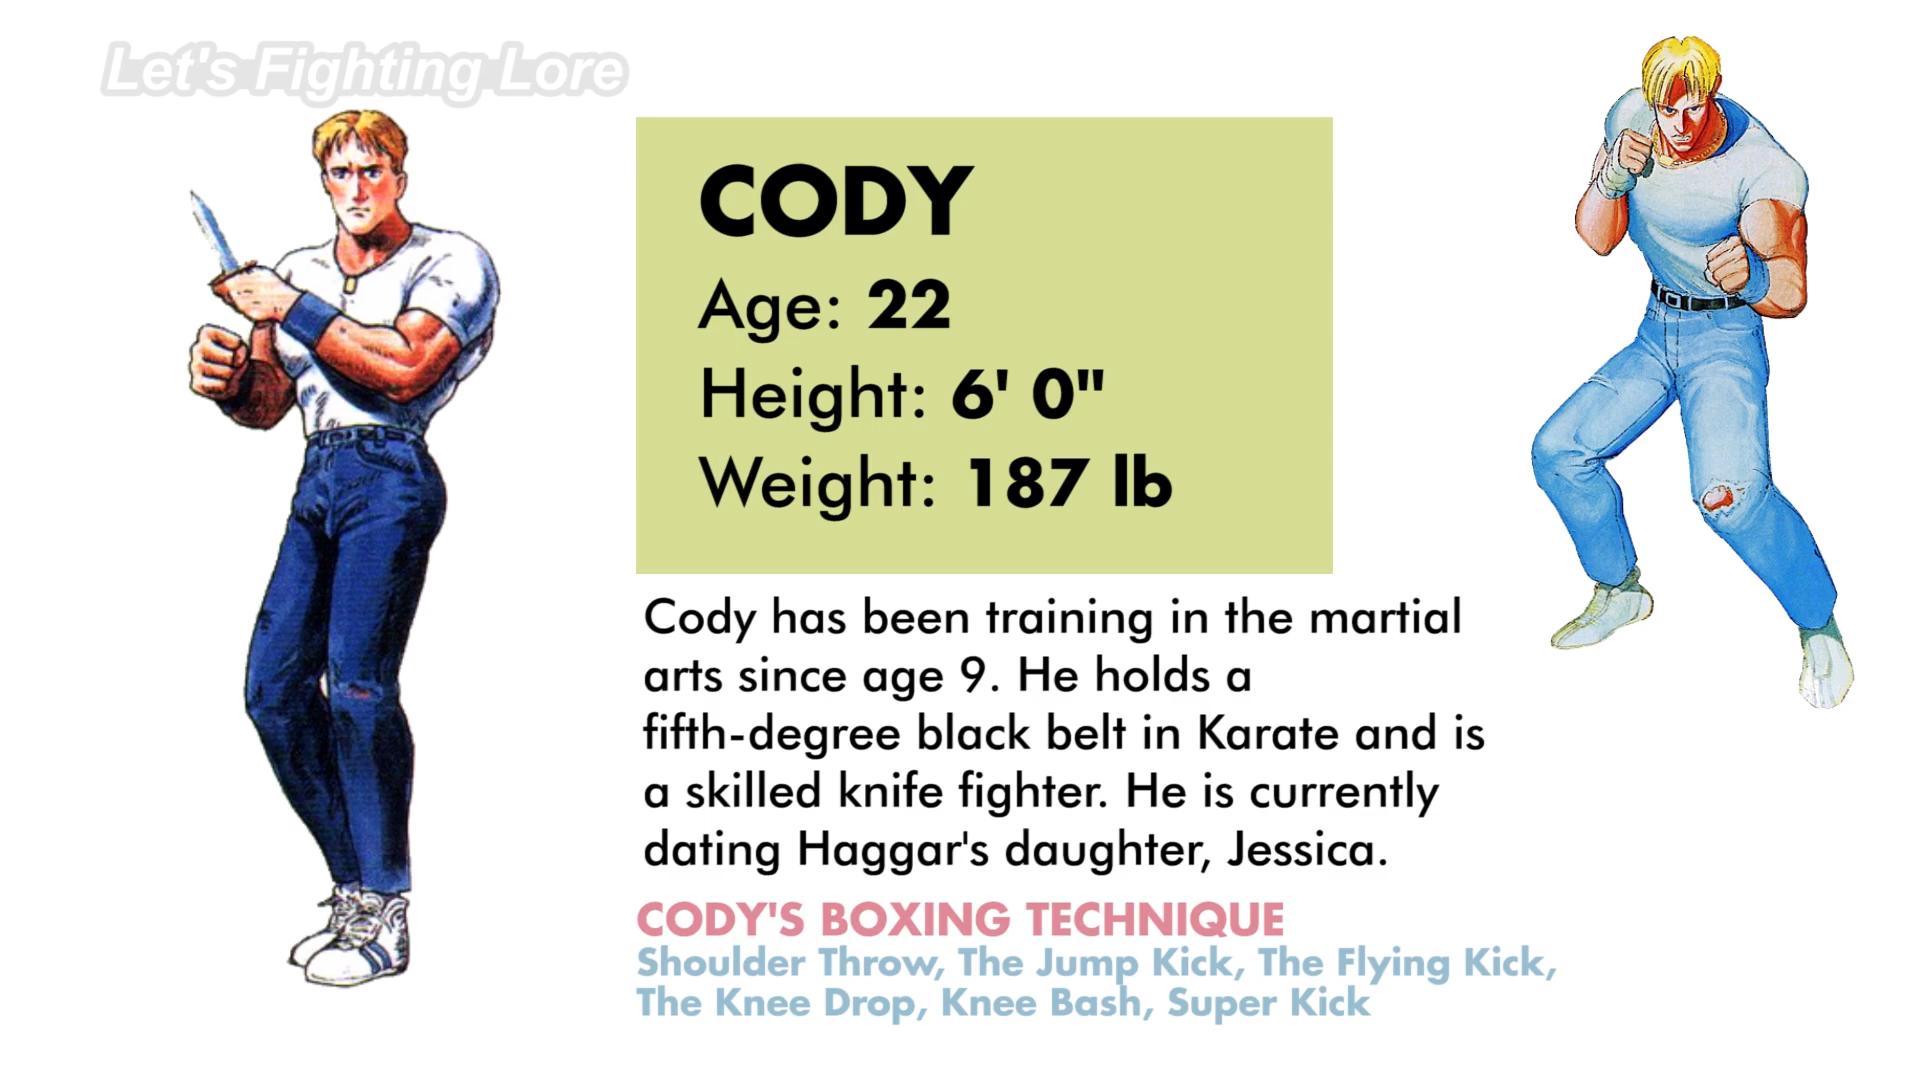 Let's Fighting Lore
CODY
Age: 22
Height: 6' 0"
Weight: 187 lb
Cody has been training in the martial
arts since age 9. He holds a
fifth-degree black belt in Karate and is
a skilled knife fighter. He is currently
dating Haggar's daughter, Jessica.
CODY'S BOXING TECHNIQUE
Shoulder Throw, The Jump Kick, The Flying Kick,
The Knee Drop, Knee Bash, Super Kick